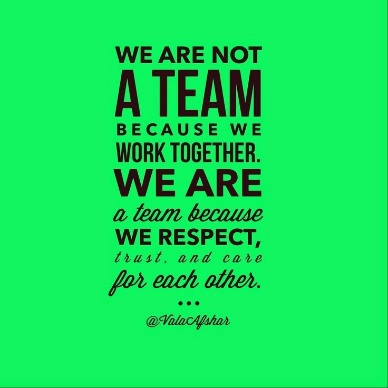 WE ARE NOT
A TEAM
BECAUSE WE
WORK TOGETHER.
WE ARE
a team because
WE RESPECT,
trust, and care
for each other.
•••
@ValaAfshar